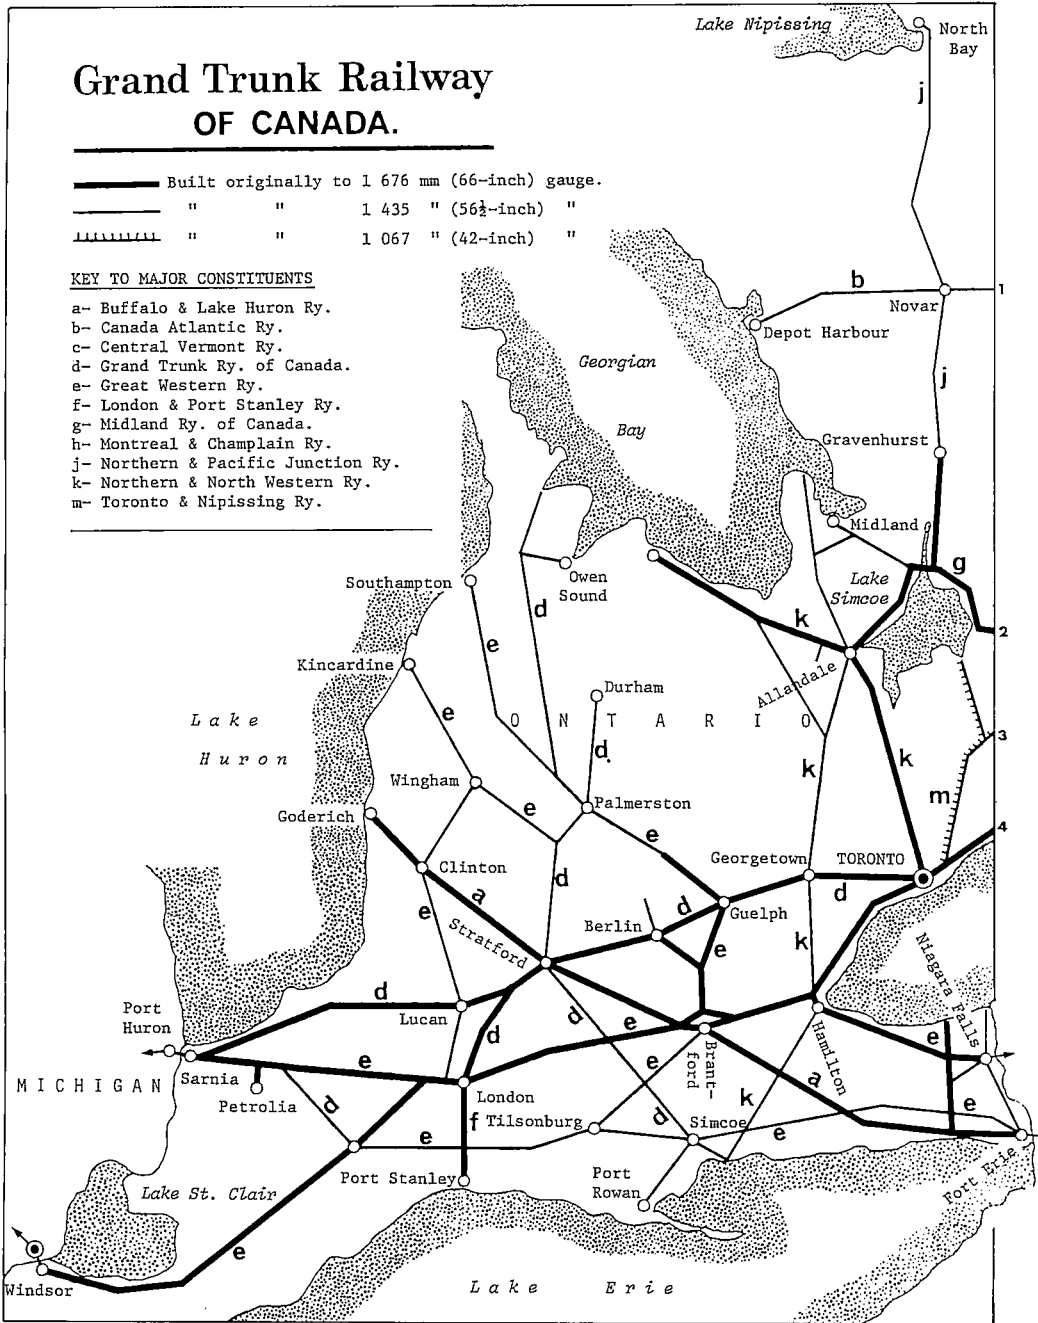 Grand Trunk Railway
OF CANADA.
Built originally to 1 676 mm (66-inch) gauge.
" " 1 435 " (56½-inch) "
" " 1 067 " (42-inch) "
KEY TO MAJOR CONSTITUENTS
a- Buffalo & Lake Huron Ry.
b- Canada Atlantic Ry.
c- Central Vermont Ry.
d- Grand Trunk Ry. of Canada.
e- Great Western Ry.
f- London & Port Stanley Ry.
g- Midland Ry. of Canada.
h- Montreal & Champlain Ry.
j- Northern & Pacific Junction Ry.
k- Northern & North Western Ry.
m- Toronto & Nipissing Ry.
Lake Nipissing
North
Bay
j
b
Novar
1
Depot Harbour
Georgian
Bay
j
Gravenhurst
Midland
g
Lake
Simcoe
2
Owen
Sound
Southampton
d
e
k
Allandale
Kincardine
Durham
Lake
Huron
ONTARIO
e
d
k
k
3
Wingham
Palmerston
m
Goderich
e
e
4
Georgetown
TORONTO
Clinton
d
d
a
e
Berlin
d
Guelph
Stratford
k
e
Niagara Falls
d
Port
Huron
Lucan
d
d
e
Hamilton
e
MICHIGAN
Sarnia
e
e
Brant-
ford
a
Petrolia
d
London
f
Tilsonburg
d
Simcoe
k
e
e
e
Port Stanley
Port
Rowan
Fort Erie
Lake St. Clair
e
Windsor
Lake Erie